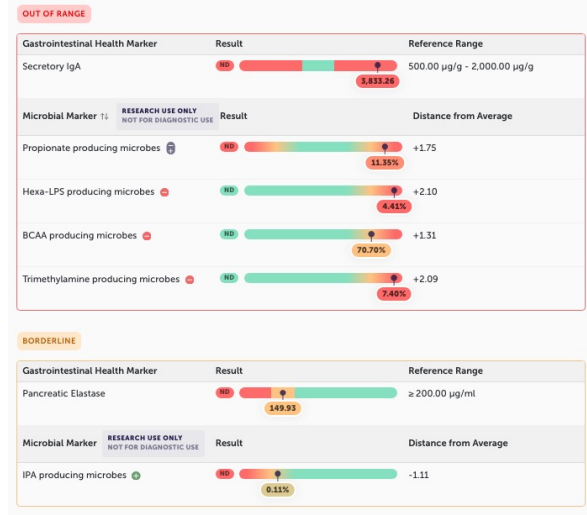 OUT OF RANGE
Gastrointestinal Health Marker Result Reference Range
Secretory IgA ND 3,833.26 500.00 µg/g - 2,000.00 µg/g
Microbial Marker ↑↓ RESEARCH USE ONLY NOT FOR DIAGNOSTIC USE Result Distance from Average
Propionate producing microbes ND 11.35% +1.75
Hexa-LPS producing microbes ND 4.41% +2.10
BCAA producing microbes ND 70.70% +1.31
Trimethylamine producing microbes ND 7.40% +2.09
BORDERLINE
Gastrointestinal Health Marker Result Reference Range
Pancreatic Elastase ND 149.93 ≥ 200.00 µg/ml
Microbial Marker RESEARCH USE ONLY NOT FOR DIAGNOSTIC USE Result Distance from Average
IPA producing microbes ND 0.11% -1.11